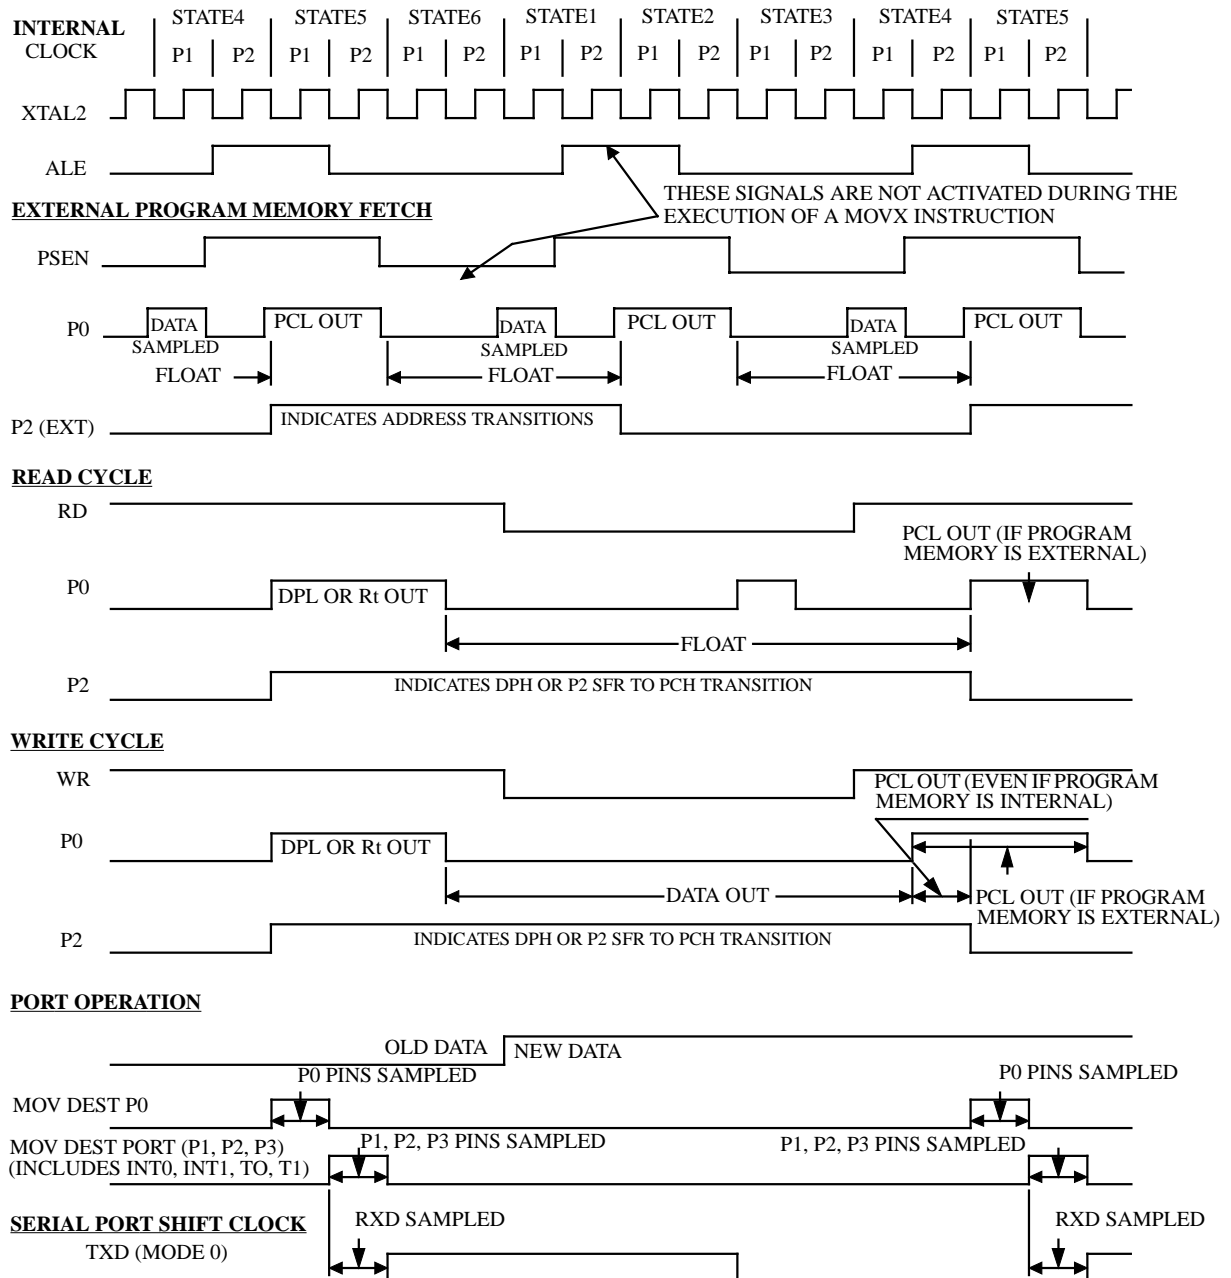 INTERNAL CLOCK
STATE4 STATE5 STATE6 STATE1 STATE2 STATE3 STATE4 STATE5
P1 P2 P1 P2 P1 P2 P1 P2 P1 P2 P1 P2 P1 P2 P1 P2
XTAL2
ALE
THESE SIGNALS ARE NOT ACTIVATED DURING THE
EXECUTION OF A MOVX INSTRUCTION
EXTERNAL PROGRAM MEMORY FETCH
PSEN
P0
DATA SAMPLED
PCL OUT
DATA SAMPLED
PCL OUT
DATA SAMPLED
PCL OUT
FLOAT FLOAT FLOAT
P2 (EXT)
INDICATES ADDRESS TRANSITIONS
READ CYCLE
RD
PCL OUT (IF PROGRAM
MEMORY IS EXTERNAL)
P0
DPL OR Rt OUT
FLOAT
P2
INDICATES DPH OR P2 SFR TO PCH TRANSITION
WRITE CYCLE
WR
PCL OUT (EVEN IF PROGRAM
MEMORY IS INTERNAL)
P0
DPL OR Rt OUT
DATA OUT
PCL OUT (IF PROGRAM
MEMORY IS EXTERNAL)
P2
INDICATES DPH OR P2 SFR TO PCH TRANSITION
PORT OPERATION
OLD DATA NEW DATA
P0 PINS SAMPLED P0 PINS SAMPLED
MOV DEST P0
MOV DEST PORT (P1, P2, P3)
(INCLUDES INT0, INT1, TO, T1)
P1, P2, P3 PINS SAMPLED P1, P2, P3 PINS SAMPLED
SERIAL PORT SHIFT CLOCK
TXD (MODE 0)
RXD SAMPLED RXD SAMPLED